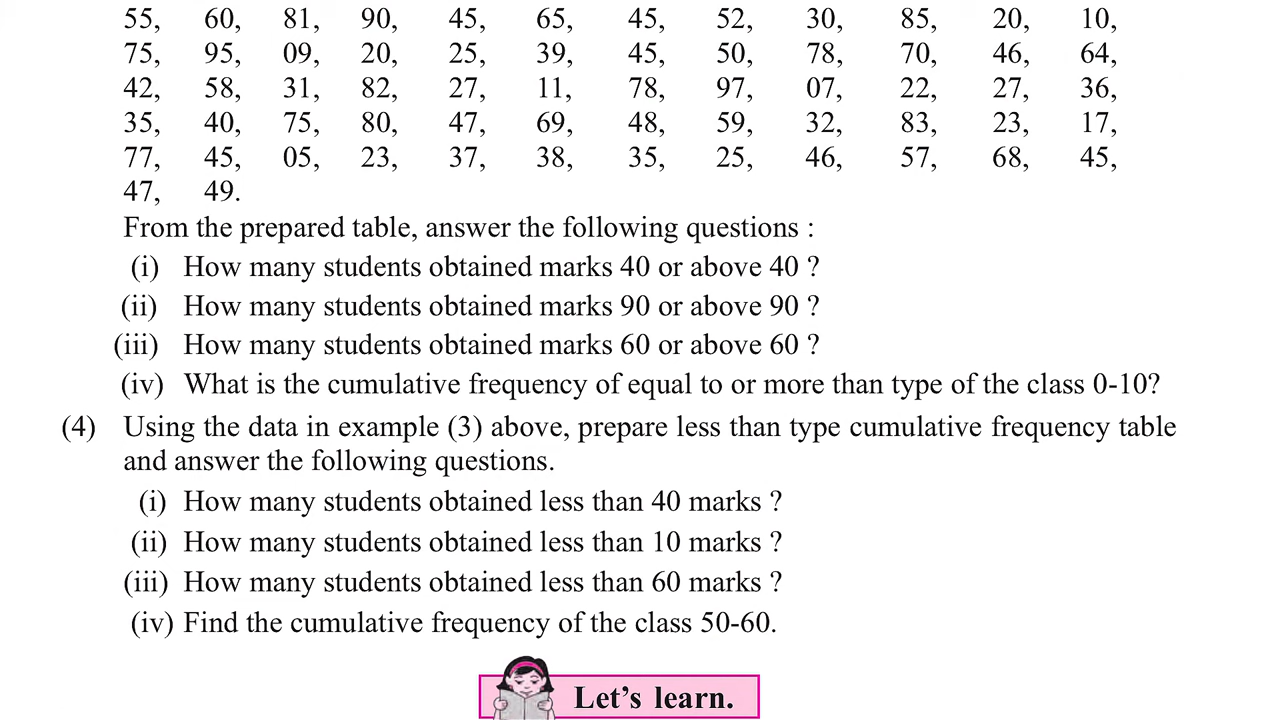 55, 60, 81, 90, 45, 65, 45, 52, 30, 85, 20, 10,
75, 95, 09, 20, 25, 39, 45, 50, 78, 70, 46, 64,
42, 58, 31, 82, 27, 11, 78, 97, 07, 22, 27, 36,
35, 40, 75, 80, 47, 69, 48, 59, 32, 83, 23, 17,
77, 45, 05, 23, 37, 38, 35, 25, 46, 57, 68, 45,
47, 49.
From the prepared table, answer the following questions :
(i) How many students obtained marks 40 or above 40 ?
(ii) How many students obtained marks 90 or above 90 ?
(iii) How many students obtained marks 60 or above 60 ?
(iv) What is the cumulative frequency of equal to or more than type of the class 0-10?
(4) Using the data in example (3) above, prepare less than type cumulative frequency table
and answer the following questions.
(i) How many students obtained less than 40 marks ?
(ii) How many students obtained less than 10 marks ?
(iii) How many students obtained less than 60 marks ?
(iv) Find the cumulative frequency of the class 50-60.
Let's learn.